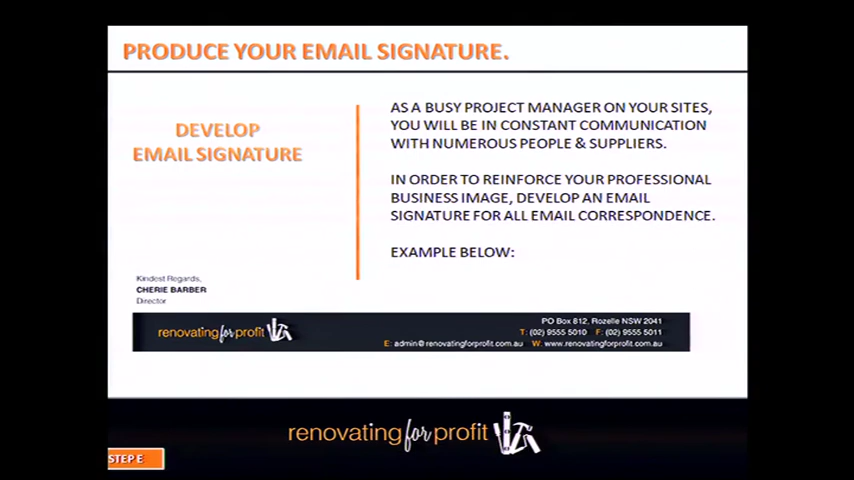 PRODUCE YOUR EMAIL SIGNATURE.
DEVELOP
EMAIL SIGNATURE
AS A BUSY PROJECT MANAGER ON YOUR SITES,
YOU WILL BE IN CONSTANT COMMUNICATION
WITH NUMEROUS PEOPLE & SUPPLIERS.
IN ORDER TO REINFORCE YOUR PROFESSIONAL
BUSINESS IMAGE, DEVELOP AN EMAIL
SIGNATURE FOR ALL EMAIL CORRESPONDENCE.
EXAMPLE BELOW:
Kindest Regards,
CHERIE BARBER
Director
renovating for profit
PO Box 812, Rozelle NSW 2041
T: (02) 9555 5010 F: (02) 9555 5011
E: admin@renovatingforprofit.com.au W: www.renovatingforprofit.com.au
renovating for profit
STEP E